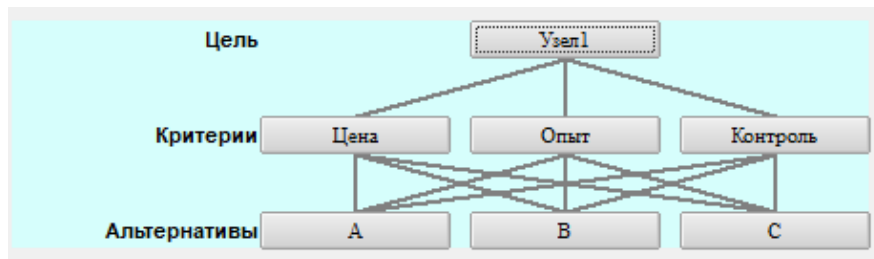 Цель Узел1
Критерии Цена Опыт Контроль
Альтернативы A B C